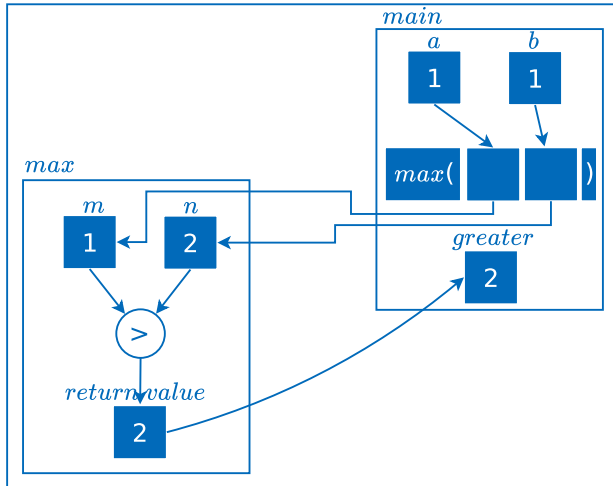 main
a b
1 1
max( )
max
m n
1 2
greater
2
>
return value
2